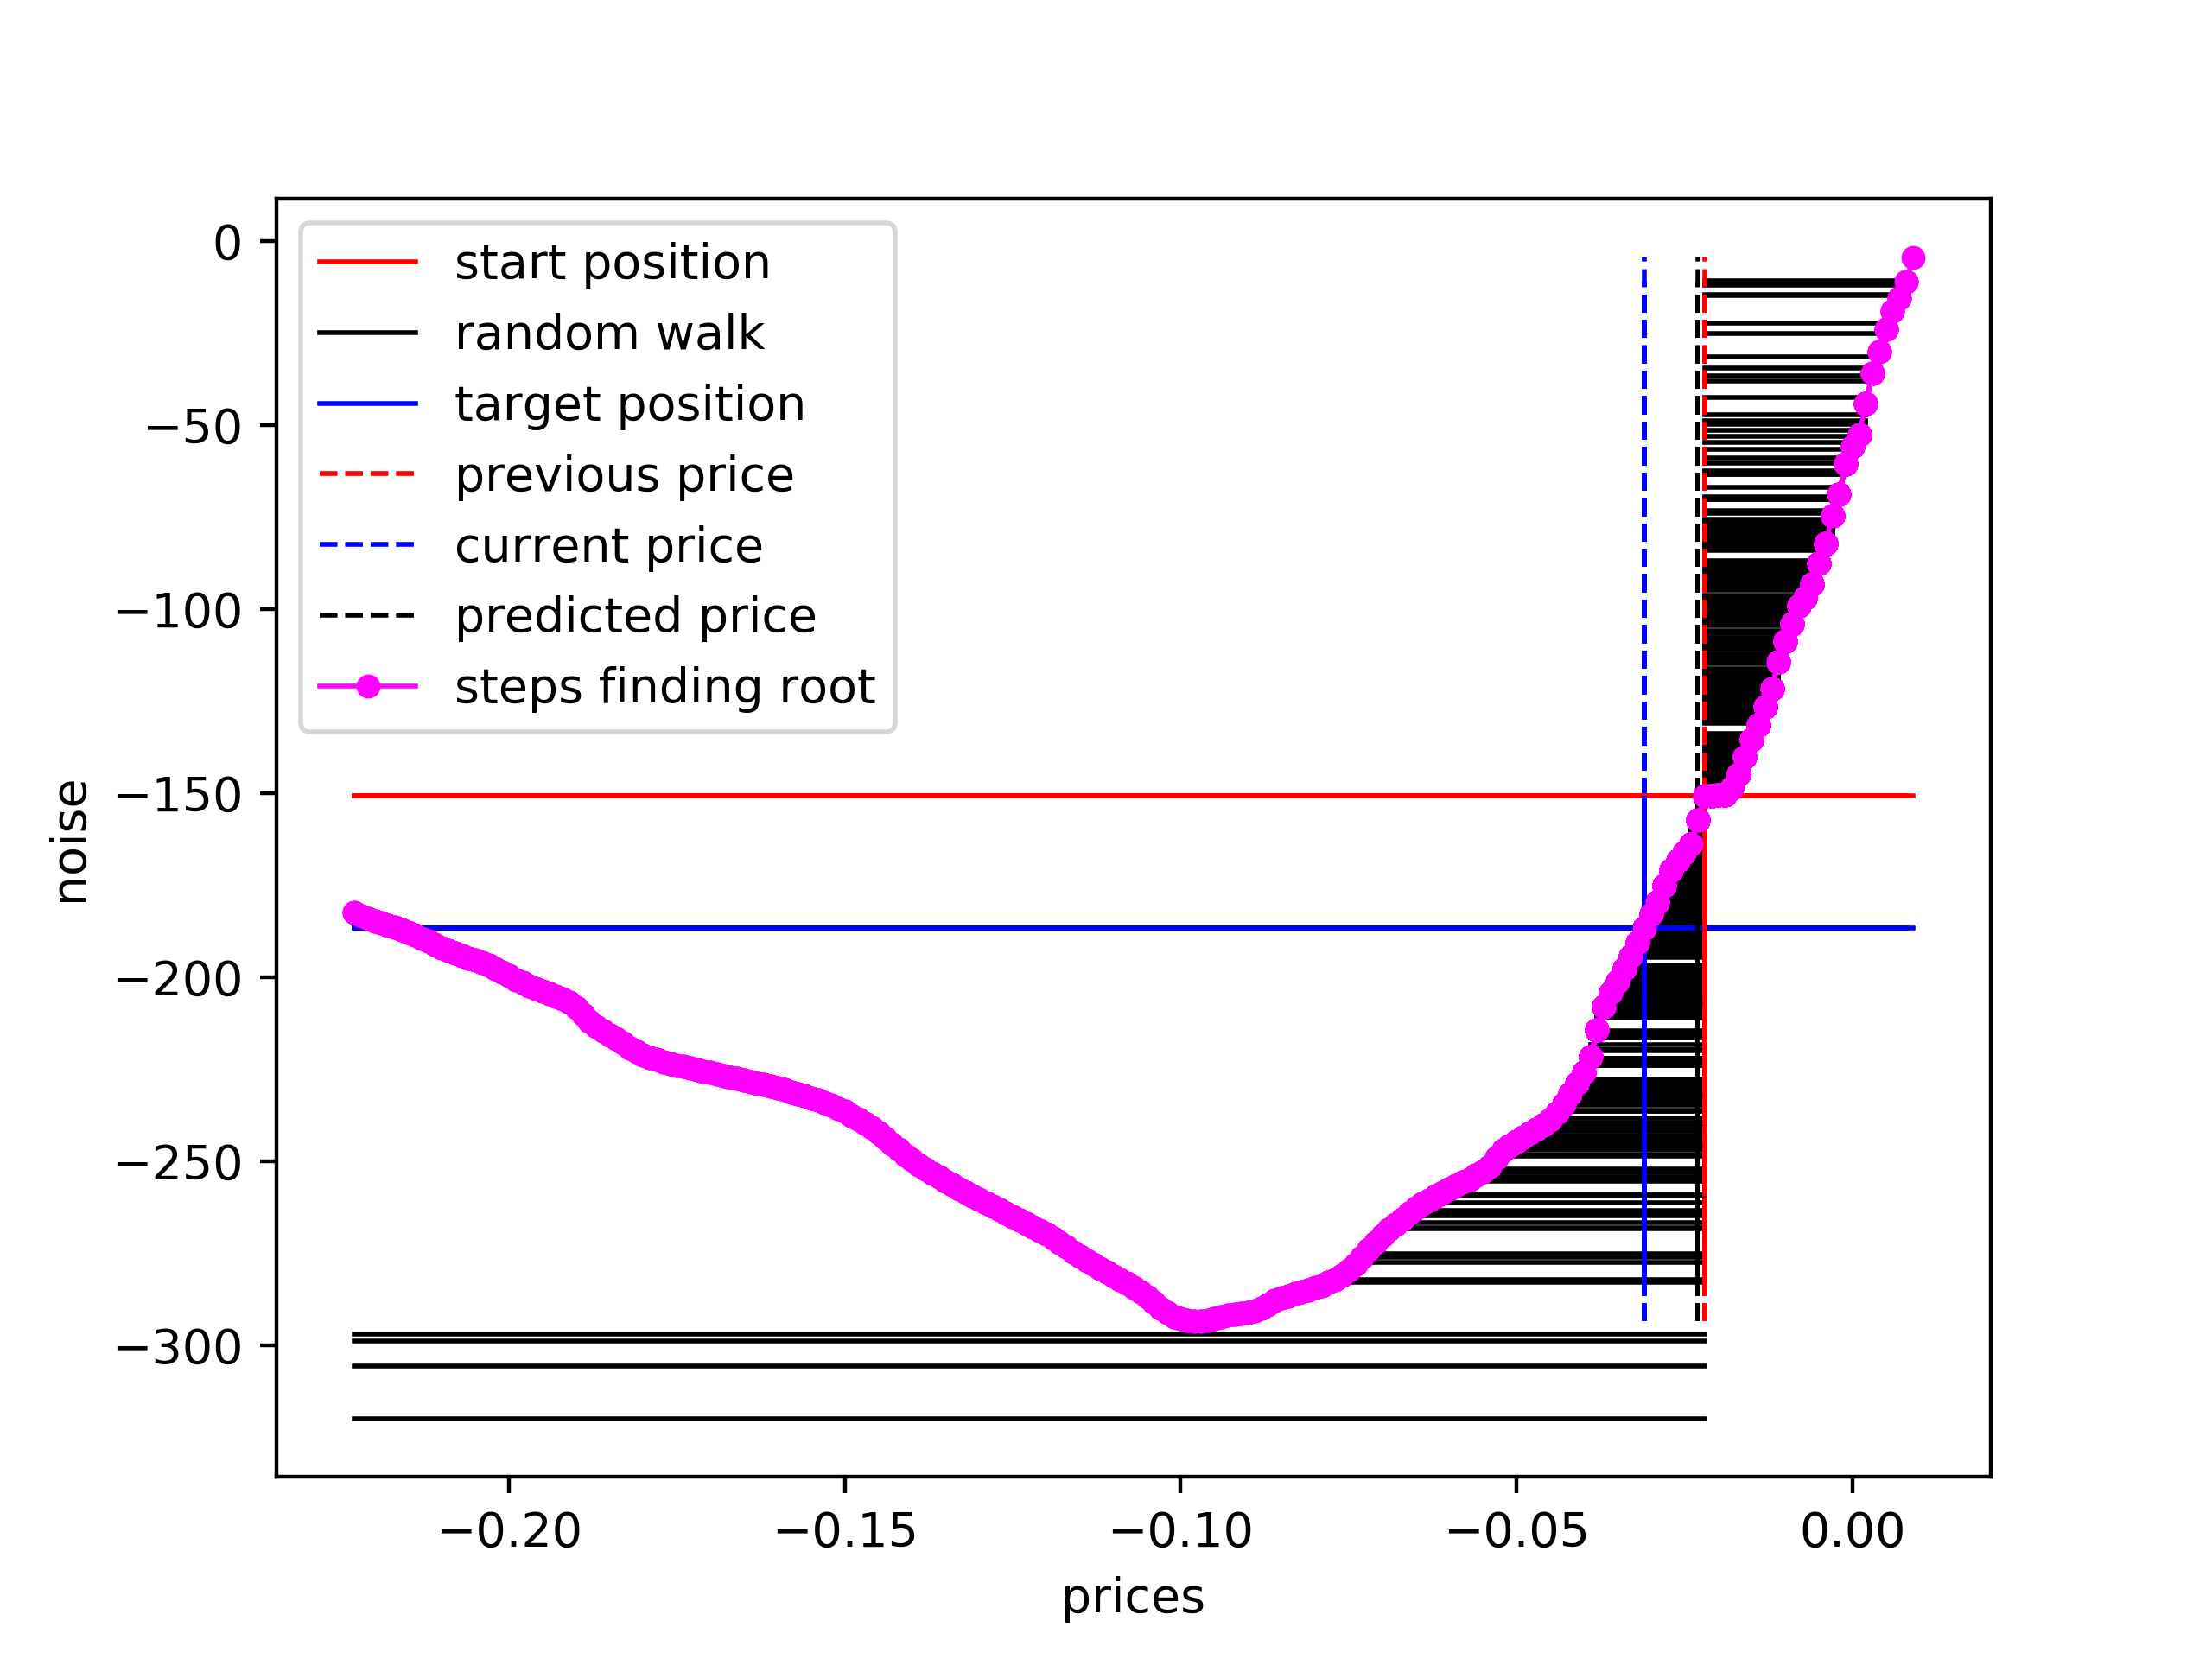 start position
random walk
target position
previous price
current price
predicted price
steps finding root
0
−50
−100
−150
−200
−250
−300
noise
−0.20 −0.15 −0.10 −0.05 0.00
prices